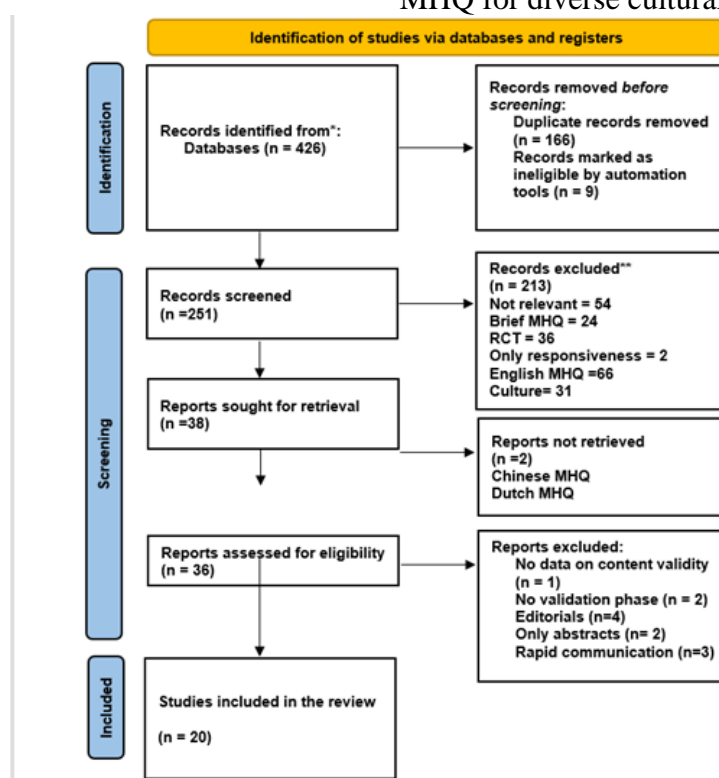 MHQ for diverse cultural
Identification of studies via databases and registers
Identification
Records identified from*:
Databases (n = 426)
Records removed before
screening:
Duplicate records removed
(n = 166)
Records marked as
ineligible by automation
tools (n = 9)
Screening
Records screened
(n =251)
Records excluded**
(n = 213)
Not relevant = 54
Brief MHQ = 24
RCT = 36
Only responsiveness = 2
English MHQ =66
Culture= 31
Reports sought for retrieval
(n =38)
Reports not retrieved
(n =2)
Chinese MHQ
Dutch MHQ
Reports assessed for eligibility
(n = 36)
Reports excluded:
No data on content validity
(n = 1)
No validation phase (n = 2)
Editorials (n=4)
Only abstracts (n= 2)
Rapid communication (n=3)
Included
Studies included in the review
(n = 20)